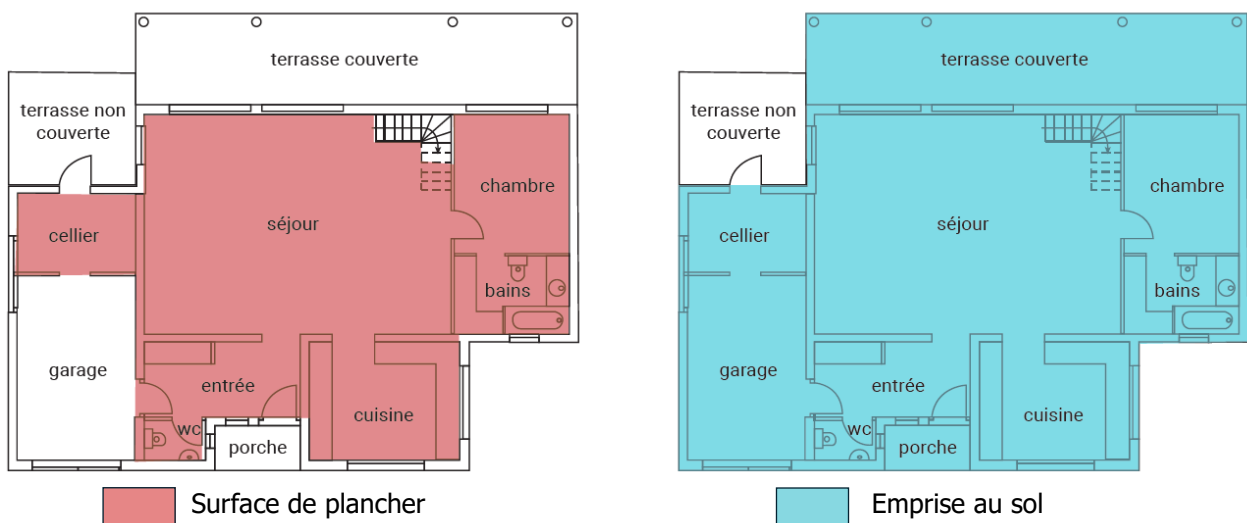 terrasse couverte
terrasse non
couverte
chambre
séjour
cellier
bains
garage
entrée
cuisine
wc
porche
Surface de plancher
terrasse couverte
terrasse non
couverte
chambre
séjour
cellier
bains
garage
entrée
cuisine
wc
porche
Emprise au sol